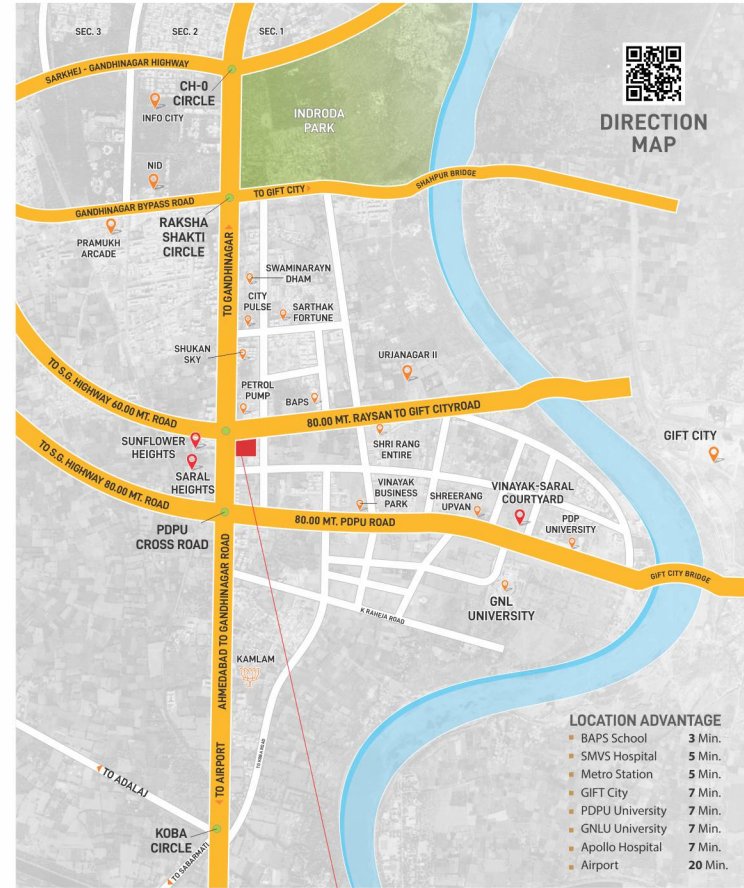 SEC. 3
SEC. 2
SEC. 1
SARKHEJ - GANDHINAGAR HIGHWAY
CH-0
CIRCLE
INFO CITY
INDRODA
PARK
DIRECTION
MAP
NID
GANDHINAGAR BYPASS ROAD
TO GIFT CITY
SHAHPUR BRIDGE
RAKSHA
SHAKTI
CIRCLE
PRAMUKH
ARCADE
TO GANDHINAGAR
SWAMINARAYN
DHAM
CITY
PULSE
SARTHAK
FORTUNE
SHUKAN
SKY
URJANAGAR II
PETROL
PUMP
BAPS
TO S.G. HIGHWAY 60.00 MT. ROAD
80.00 MT. RAYSAN TO GIFT CITYROAD
SUNFLOWER
HEIGHTS
SHRI RANG
ENTIRE
GIFT CITY
SARAL
HEIGHTS
TO S.G. HIGHWAY 80.00 MT. ROAD
VINAYAK
BUSINESS
PARK
SHREERANG
UPVAN
VINAYAK-SARAL
COURTYARD
PDPU
CROSS ROAD
80.00 MT. PDPU ROAD
PDP
UNIVERSITY
GIFT CITY BRIDGE
GNL
UNIVERSITY
K RAHEJA ROAD
AHMEDABAD TO GANDHINAGAR ROAD
KAMLAM
TO KOBA ROAD
TO ADALAJ
TO AIRPORT
KOBA
CIRCLE
TO SABARMATI
LOCATION ADVANTAGE
BAPS School 3 Min.
SMVS Hospital 5 Min.
Metro Station 5 Min.
GIFT City 7 Min.
PDPU University 7 Min.
GNLU University 7 Min.
Apollo Hospital 7 Min.
Airport 20 Min.